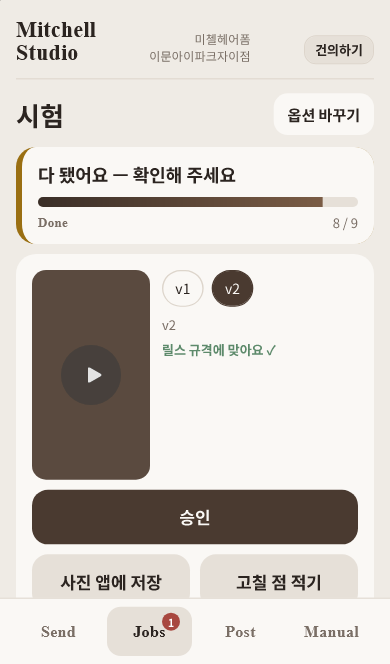 Mitchell
Studio
미젤헤어폼
이문아이파크자이점
건의하기
시험
옵션 바꾸기
다 됐어요 — 확인해 주세요
Done
8 / 9
v1
v2
v2
릴스 규격에 맞아요 ✓
승인
사진 앱에 저장
고칠 점 적기
Send
Jobs
1
Post
Manual